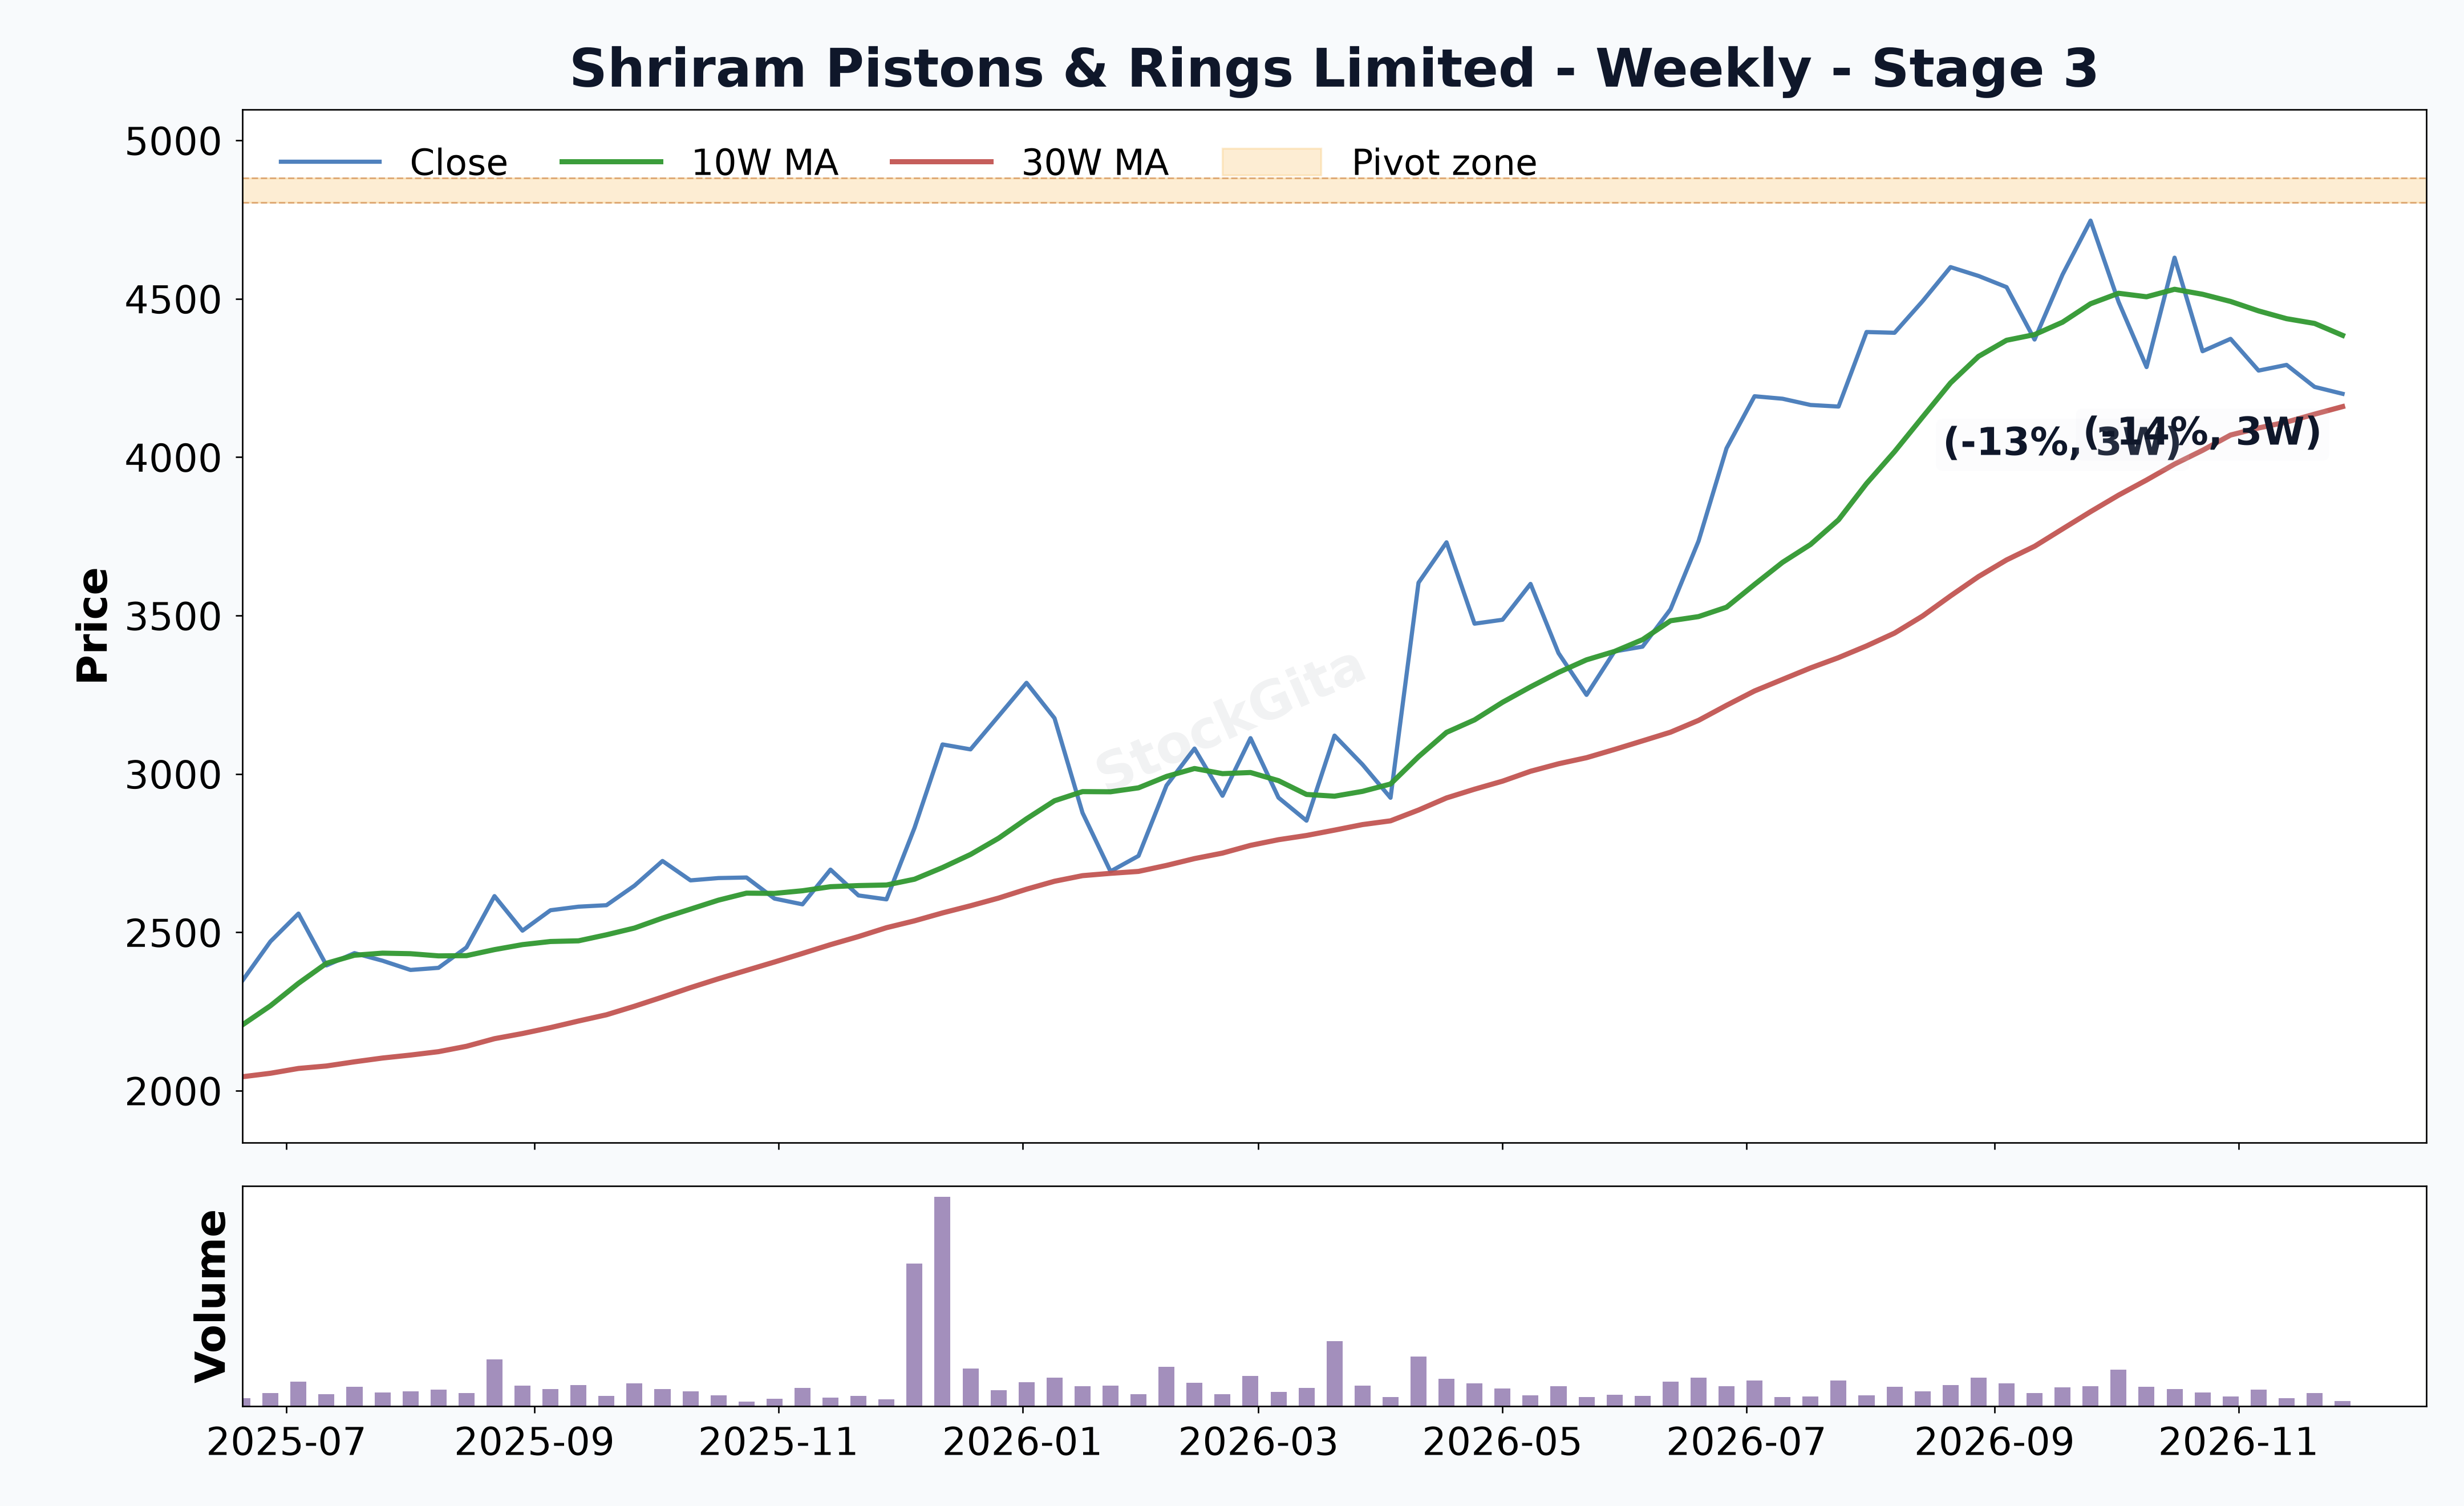 Shriram Pistons & Rings Limited - Weekly - Stage 3
Close 10W MA 30W MA Pivot zone
Price
5000
4500
4000
3500
3000
2500
2000
(-13%, 3W)
(-14%, 3W)
StockGita
Volume
2025-07 2025-09 2025-11 2026-01 2026-03 2026-05 2026-07 2026-09 2026-11